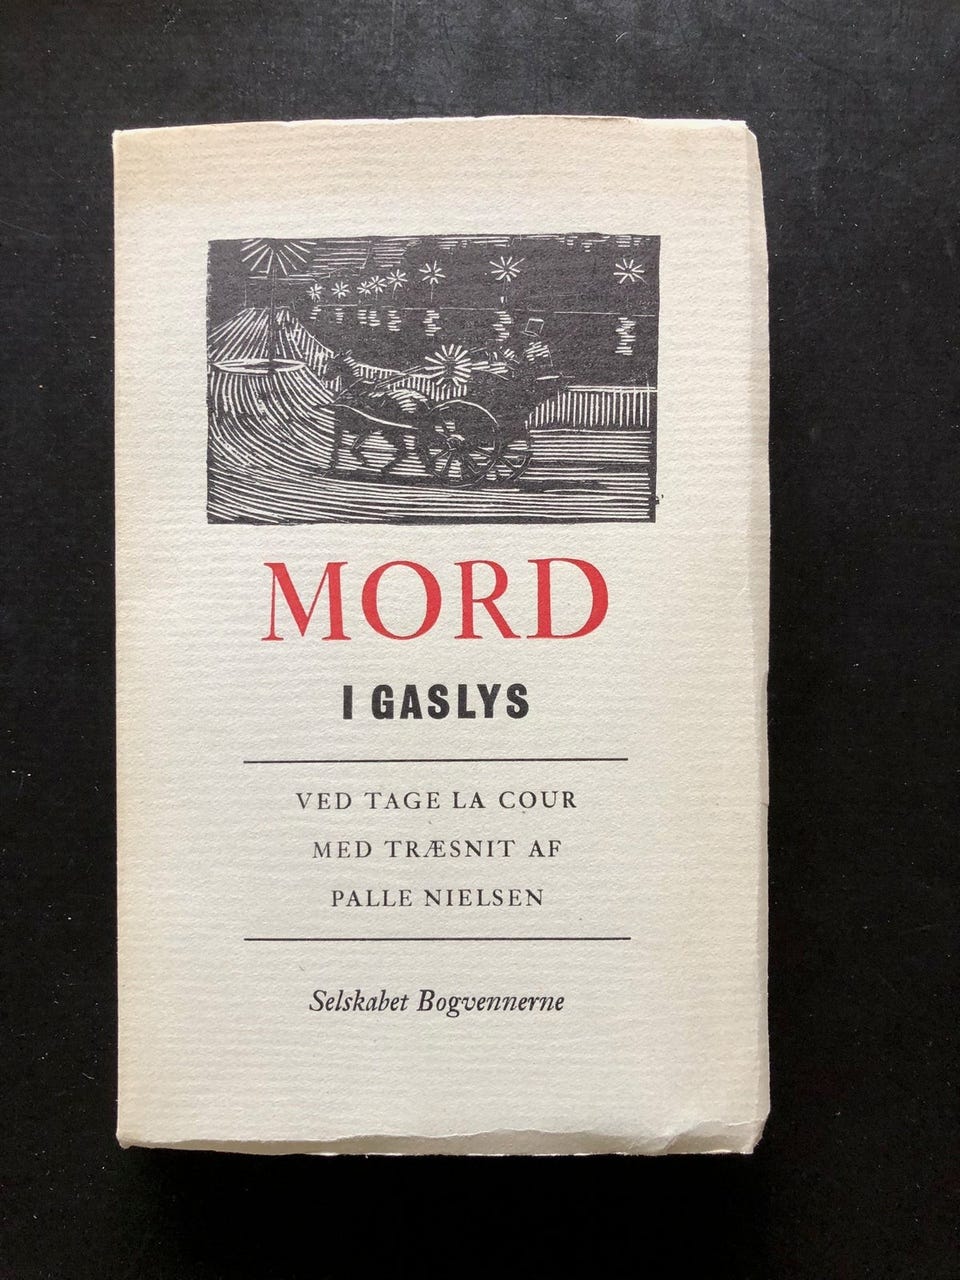 MORD
I GASLYS
VED TAGE LA COUR
MED TRÆSNIT AF
PALLE NIELSEN
Selskabet Bogvennerne